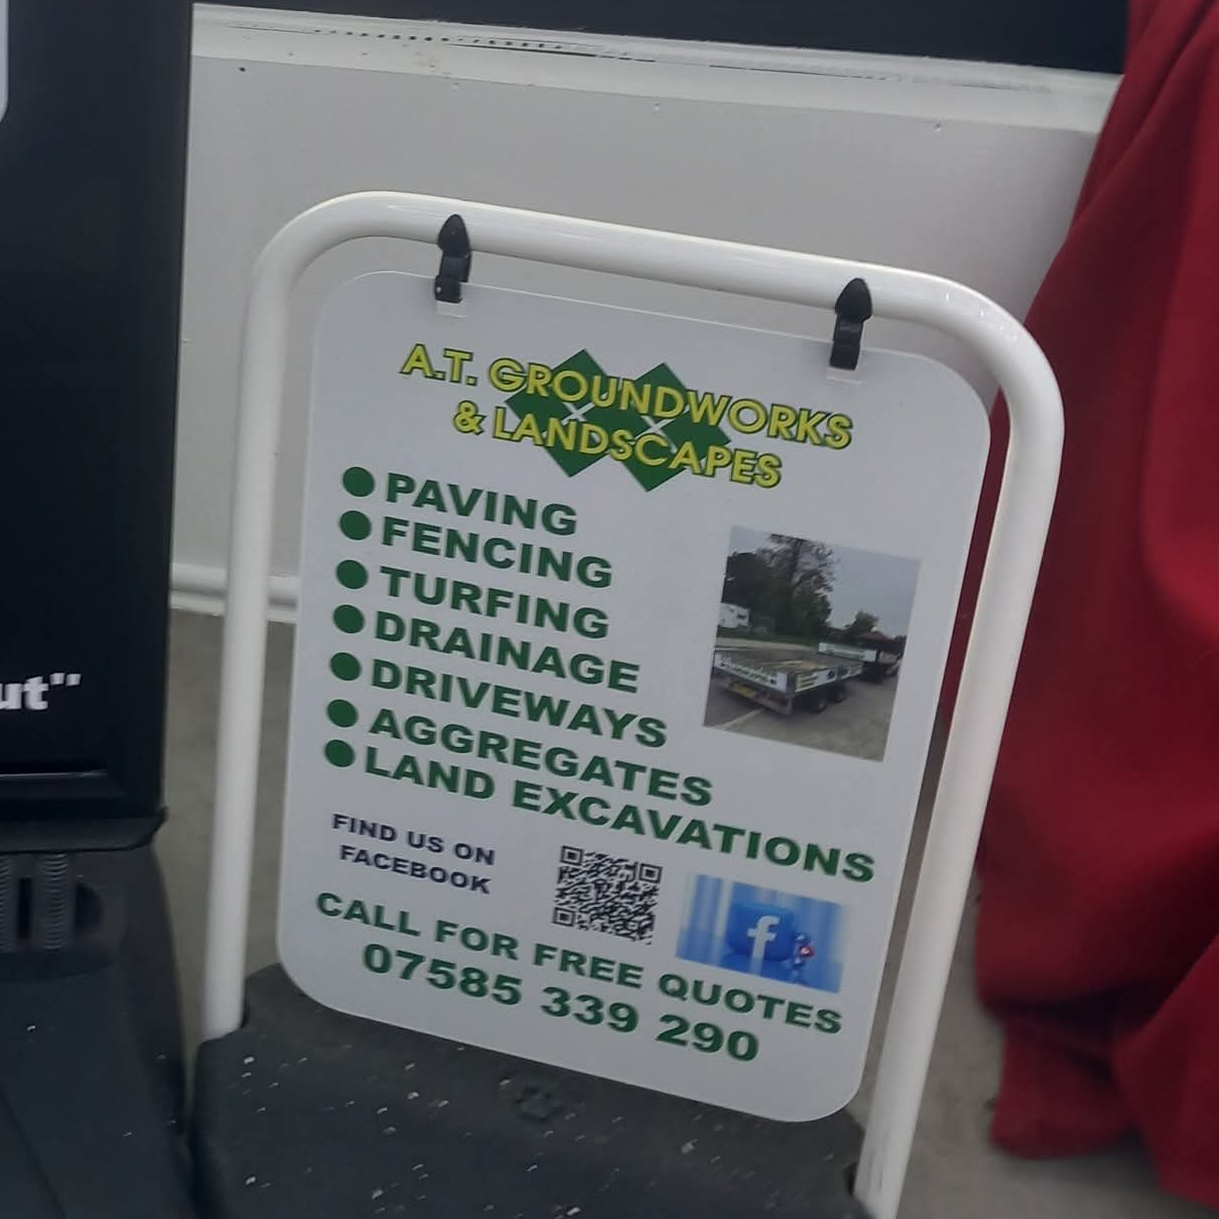 A.T. GROUNDWORKS
& LANDSCAPES
● PAVING
● FENCING
● TURFING
● DRAINAGE
● DRIVEWAYS
● AGGREGATES
● LAND EXCAVATIONS
FIND US ON
FACEBOOK
f
CALL FOR FREE QUOTES
07585 339 290
ut"